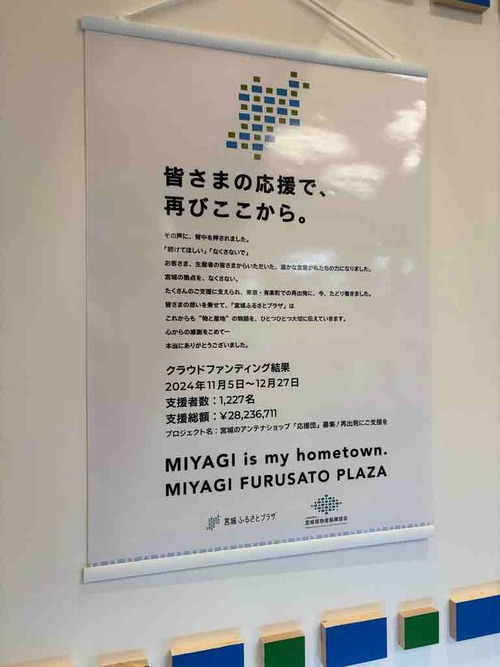 皆さまの応援で、
再びここから。
その声に、背中を押されました。
「続けてほしい」「なくさないで」
お客さま、生産者の皆さまからいただいた、温かな言葉が私たちの力になりました。
宮城の拠点を、なくさない。
たくさんのご支援に支えられ、東京・有楽町での再出発に、今、たどり着きました。
皆さまの想いを乗せて、「宮城ふるさとプラザ」は
これからも“物と産地”の物語を、ひとつひとつ大切に伝えていきます。
心からの感謝をこめてー
本当にありがとうございました。
クラウドファンディング結果
2024年11月5日〜12月27日
支援者数：1,227名
支援総額：¥28,236,711
プロジェクト名：宮城のアンテナショップ「応援団」募集/再出発にご支援を
MIYAGI is my hometown.
MIYAGI FURUSATO PLAZA
宮城ふるさとプラザ
宮城県物産振興協会